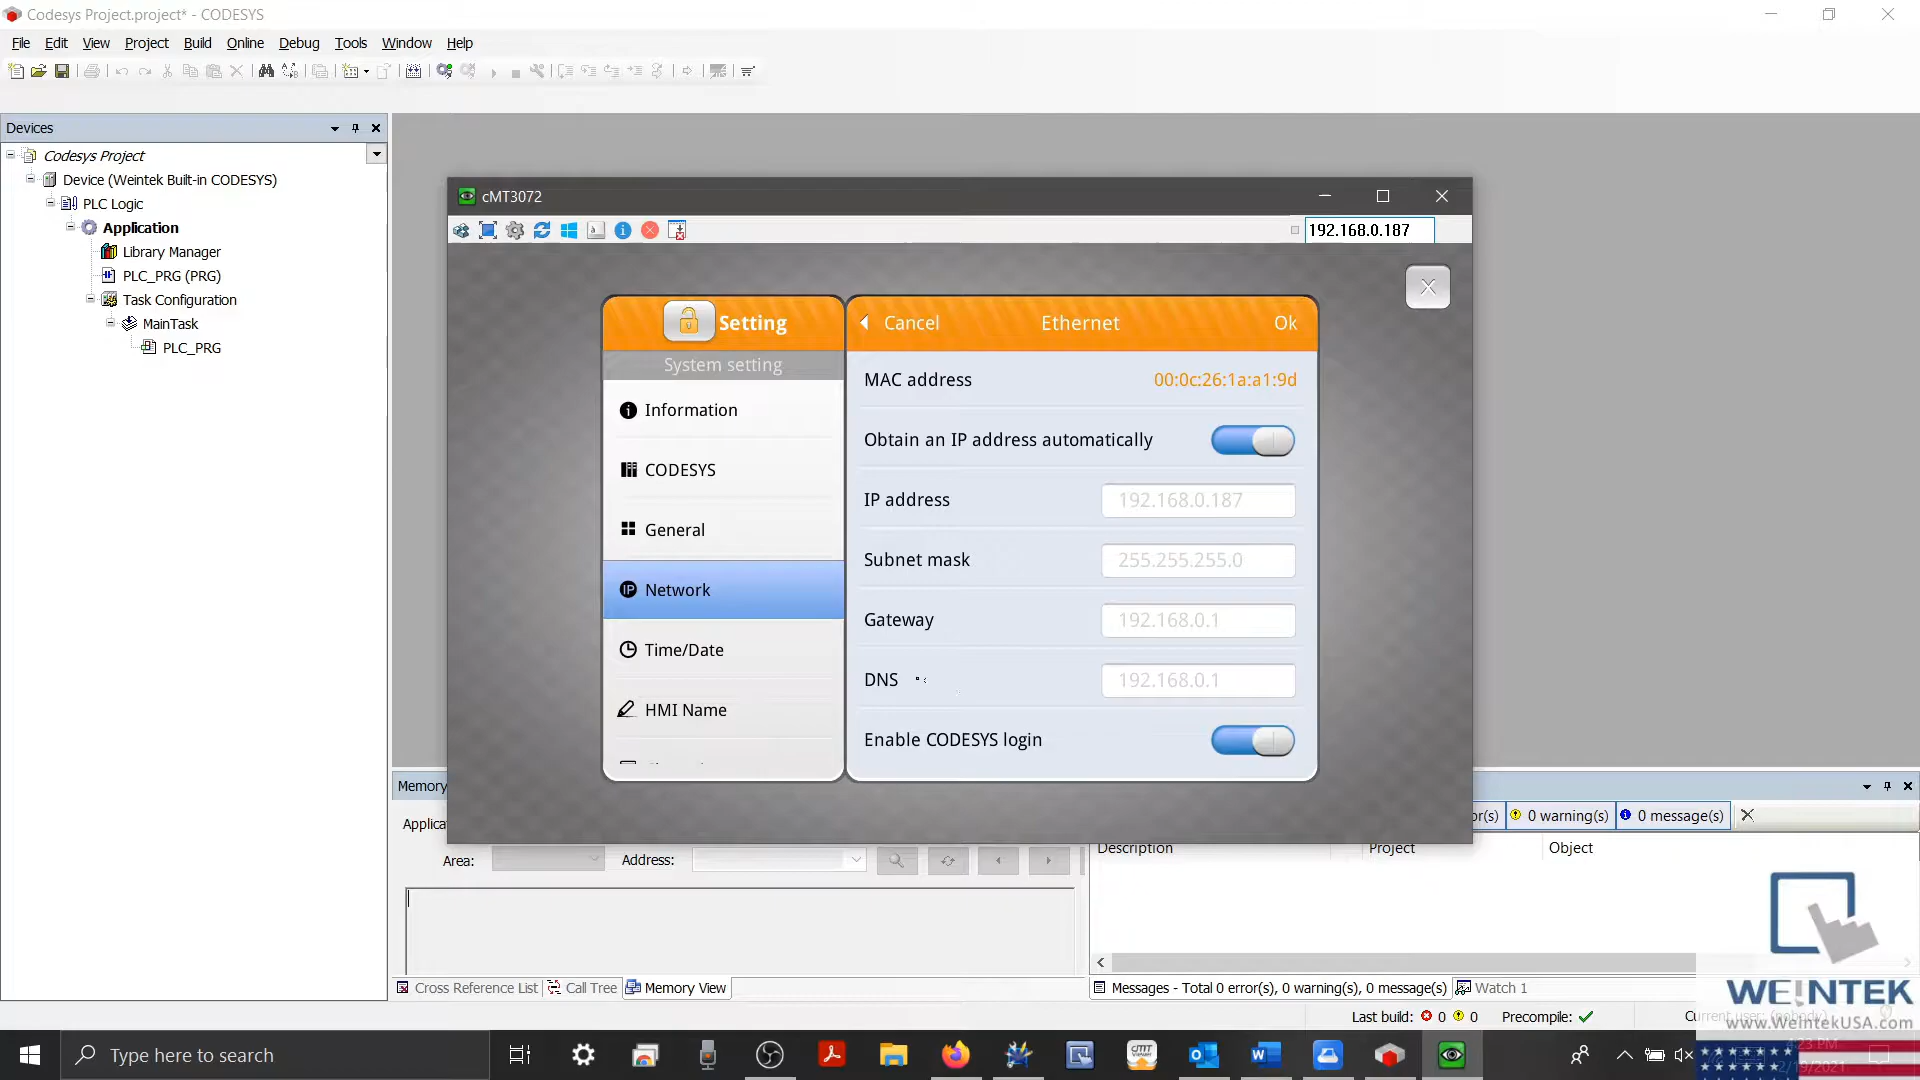 Codesys Project.project* - CODESYS
File Edit View Project Build Online Debug Tools Window Help
Devices
Codesys Project
Device (Weintek Built-in CODESYS)
PLC Logic
Application
Library Manager
PLC_PRG (PRG)
Task Configuration
MainTask
PLC_PRG
cMT3072
192.168.0.187
Setting
System setting
Information
CODESYS
General
Network
Time/Date
HMI Name
Cancel Ethernet Ok
MAC address 00:0c:26:1a:a1:9d
Obtain an IP address automatically
IP address 192.168.0.187
Subnet mask 255.255.255.0
Gateway 192.168.0.1
DNS 192.168.0.1
Enable CODESYS login
Memory
Applica
Area: Address:
Cross Reference List Call Tree Memory View
or(s) 0 warning(s) 0 message(s)
Description Project Object
Messages - Total 0 error(s), 0 warning(s), 0 message(s) Watch 1
Last build: 0 0 Precompile:
WEINTEK
www.WeintekUSA.com
Type here to search